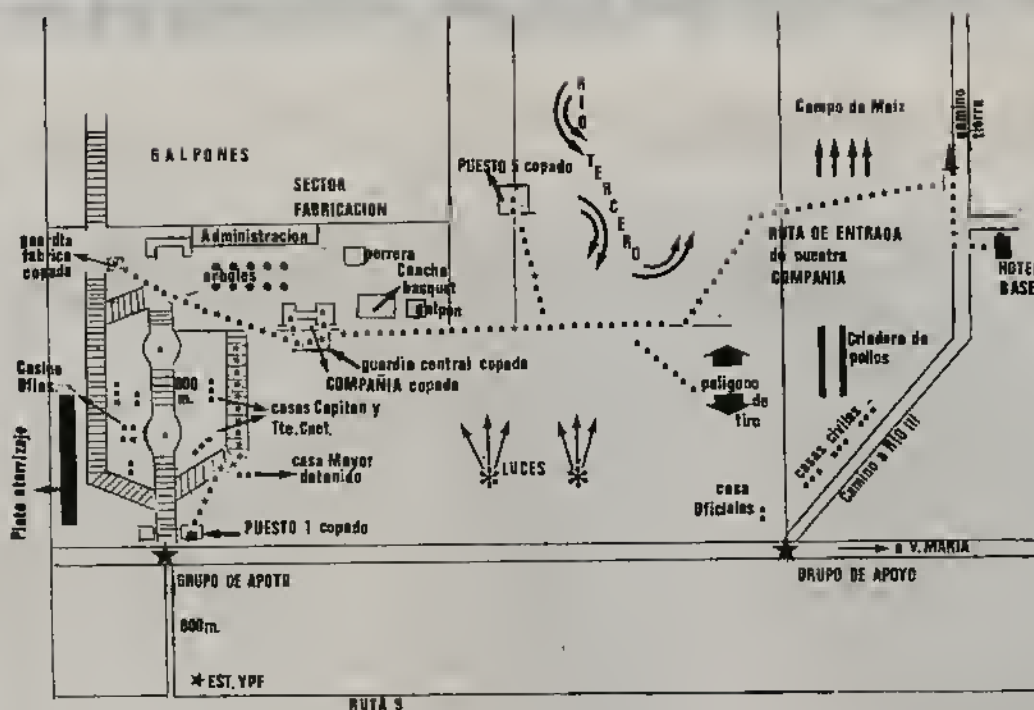 RIO TERCERO
Campo de Maiz
camino
tierra
GALPONES
PUESTO 5 copado
SECTOR
FABRICACION
Administracion
guardia
fabrica
copada
arboles
perrera
Cancha
basquet
galpón
RUTA DE ENTRADA
de nuestra
COMPAÑIA
HOTEL
BASE
guardia central copada
COMPAÑIA copada
Criadero de
pollos
Casino
Ofics.
800
m.
casas Capitan y
Tte. Cnel.
poligono
de
tiro
casa Mayor
detenido
LUCES
casas civiles
Camino a RIO III
casa
Oficiales
Pista aterrizaje
PUESTO 1 copado
a V. MARIA
GRUPO DE APOYO
GRUPO DE APOYO
800m.
EST. YPF
RUTA 9